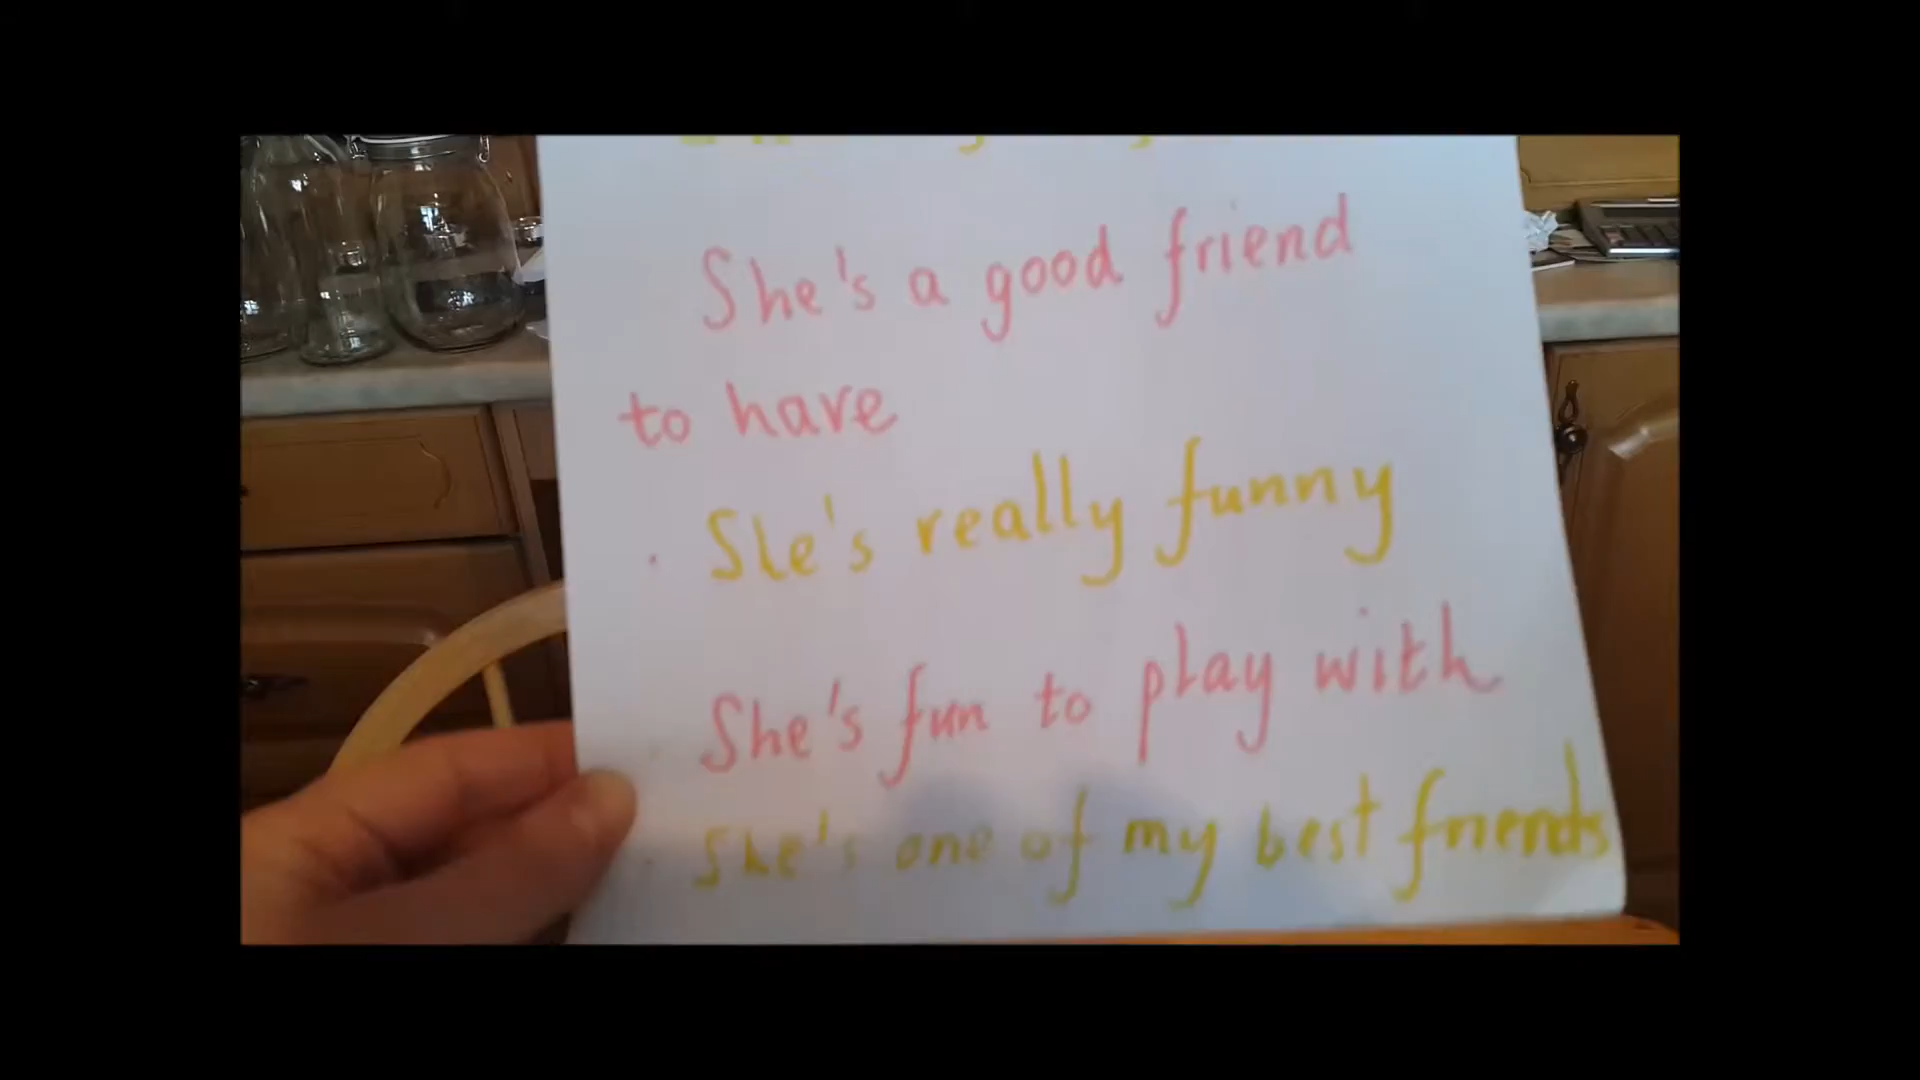 She's a good friend
to have
· Sle's really funny
She's fun to play with
· She's one of my best friends